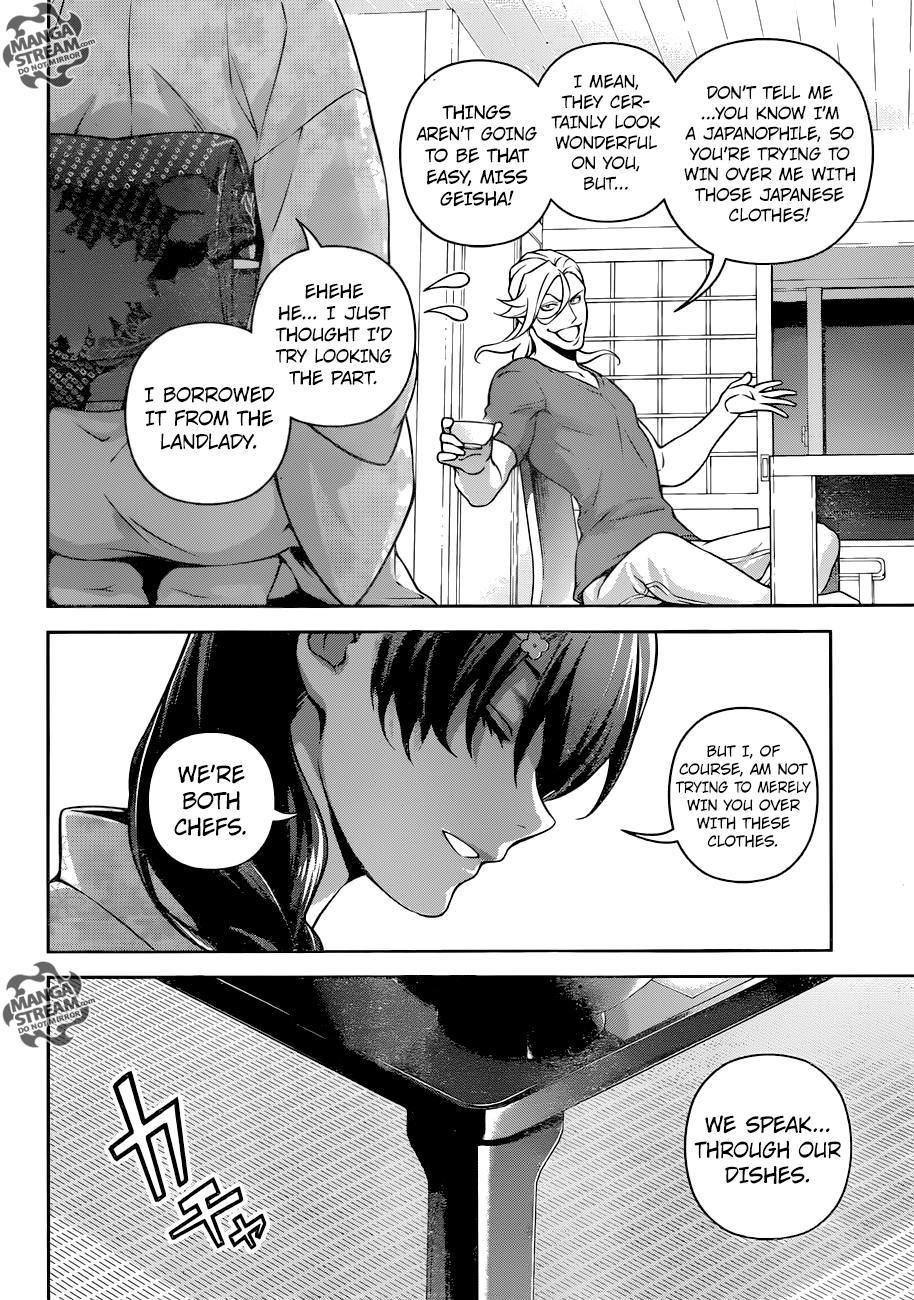 MANGA
STREAM.com
DO NOT MIRROR
DON'T TELL ME
...YOU KNOW I'M
A JAPANOPHILE, SO
YOU'RE TRYING TO
WIN OVER ME WITH
THOSE JAPANESE
CLOTHES!
I MEAN,
THEY CER-
TAINLY LOOK
WONDERFUL
ON YOU,
BUT...
THINGS
AREN'T GOING
TO BE THAT
EASY, MISS
GEISHA!
EHEHE
HE... I JUST
THOUGHT I'D
TRY LOOKING
THE PART.
I BORROWED
IT FROM THE
LANDLADY.
BUT I, OF
COURSE, AM NOT
TRYING TO MERELY
WIN YOU OVER
WITH THESE
CLOTHES.
WE'RE
BOTH
CHEFS.
MANGA
STREAM.com
DO NOT MIRROR
WE SPEAK...
THROUGH OUR
DISHES.
カチャ